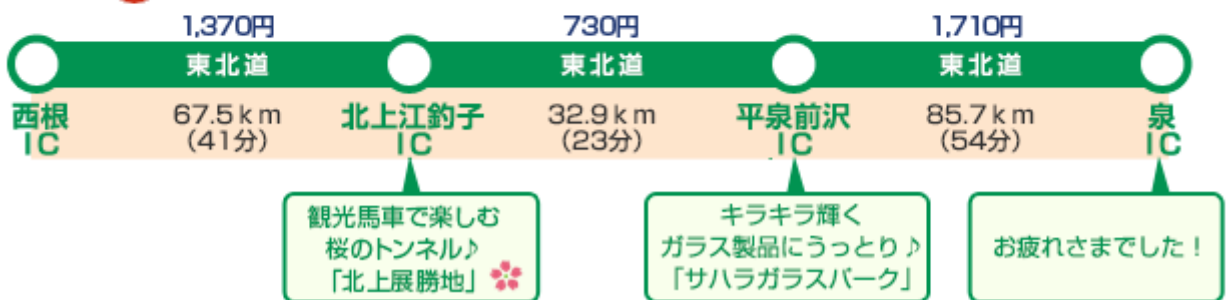 1,370円
730円
1,710円
東北道
東北道
東北道
西根
IC
67.5km
(41分)
北上江釣子
IC
32.9km
(23分)
平泉前沢
IC
85.7km
(54分)
泉
IC
観光馬車で楽しむ
桜のトンネル♪
「北上展勝地」
キラキラ輝く
ガラス製品にうっとり♪
「サハラガラスパーク」
お疲れさまでした!